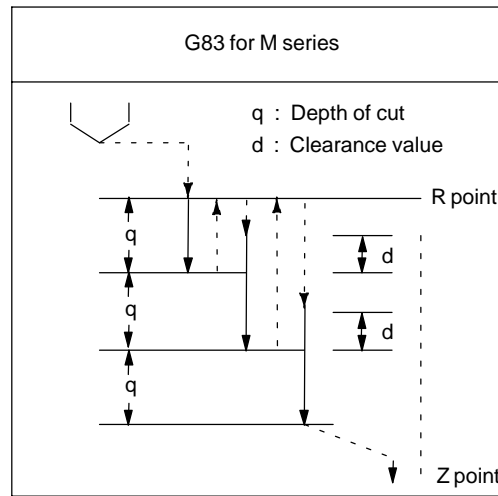 G83 for M series
q : Depth of cut
d : Clearance value
R point
q
d
q
d
q
Z point